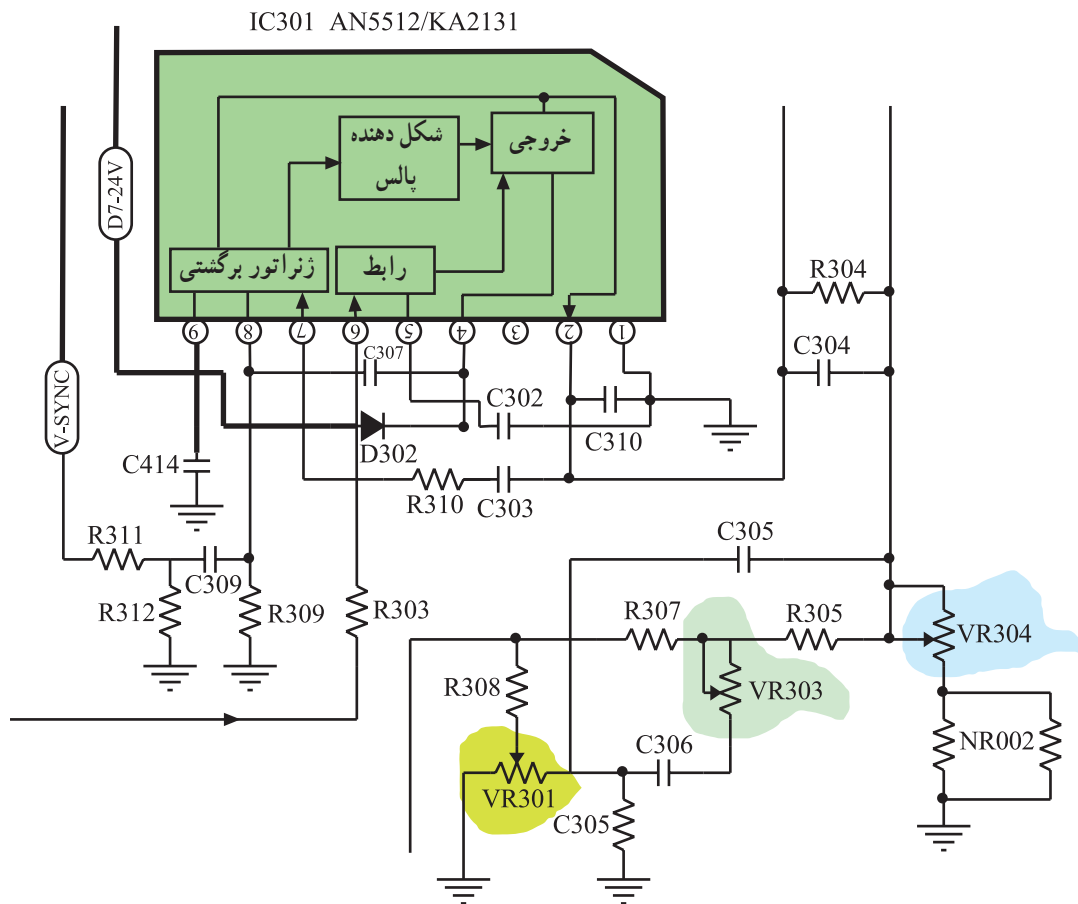 IC301 AN5512/KA2131
D7-24V
V-SYNC
شکل دهنده
پالس
خروجی
ژنراتور برگشتی
رابط
9
8
7
6
5
4
3
2
1
R304
C304
C307
C302
C310
D302
C414
R310
C303
R311
C309
R312
R309
R303
C305
R307
R305
VR304
R308
VR303
C306
NR002
VR301
C305